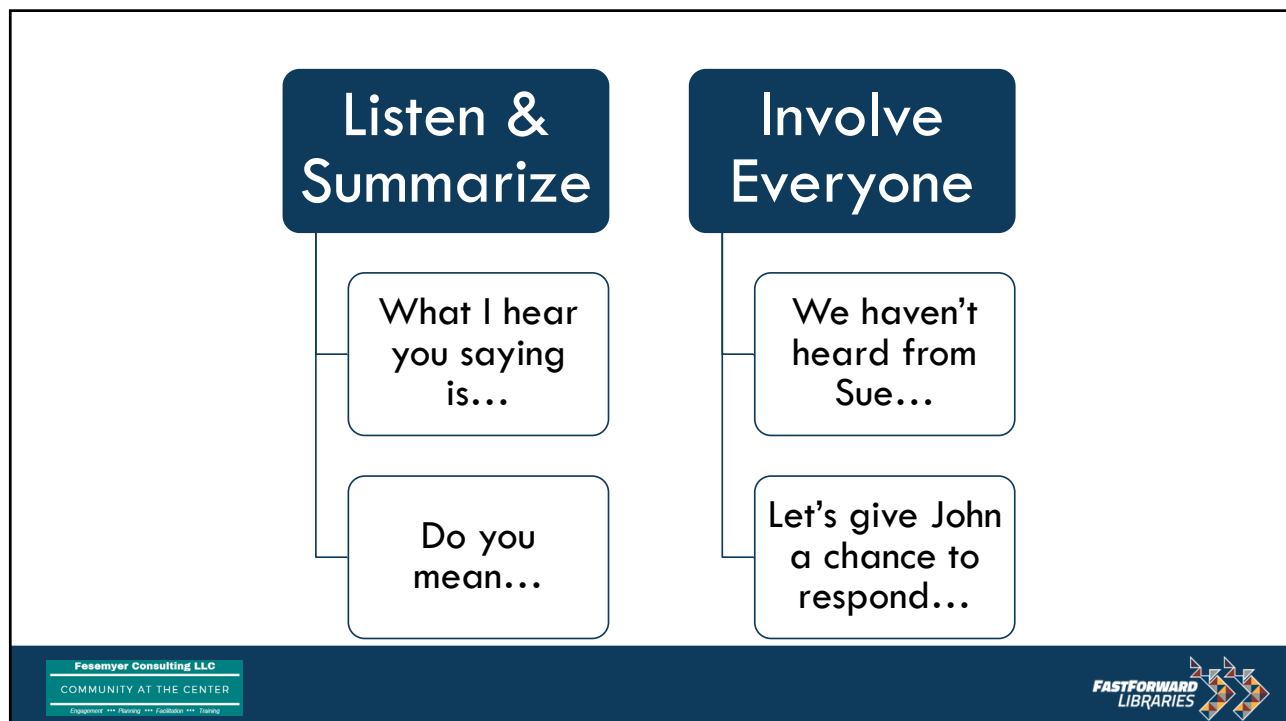 Listen &
Summarize
What I hear
you saying
is…
Do you
mean…
Involve
Everyone
We haven’t
heard from
Sue…
Let’s give John
a chance to
respond…
Fesemyer Consulting LLC
COMMUNITY AT THE CENTER
Engagement ••• Planning ••• Facilitation ••• Training
FASTFORWARD
LIBRARIES